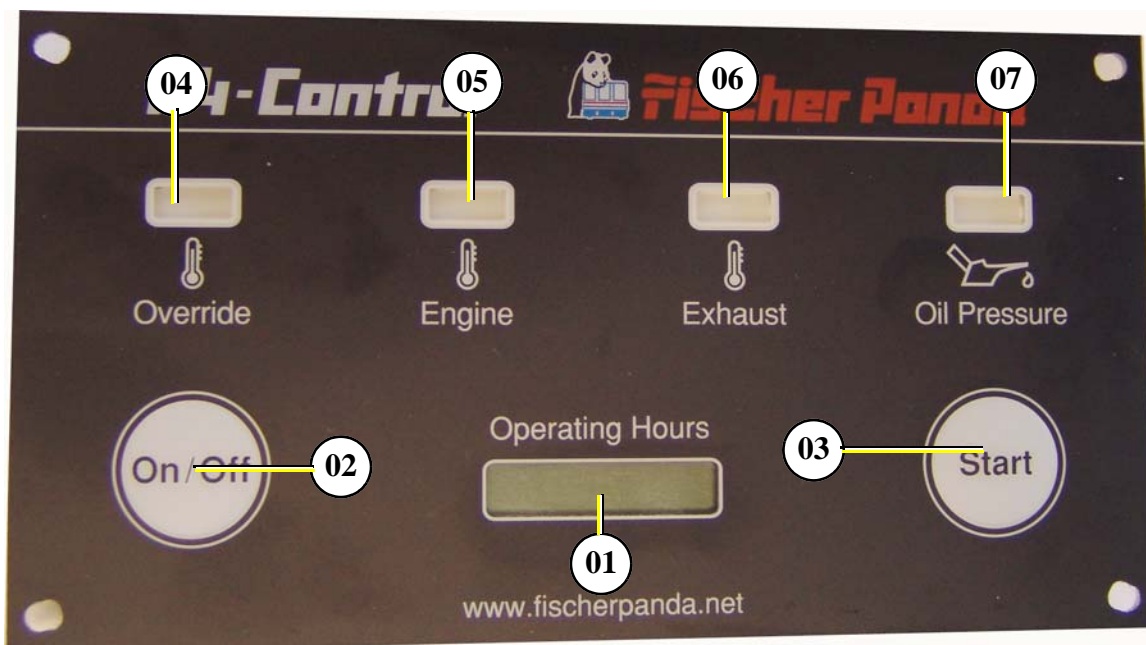 04 05 06 07
-Contro Fischer Panda
Override Engine Exhaust Oil Pressure
Operating Hours
On/Off 02 03 Start
01
www.fischerpanda.net